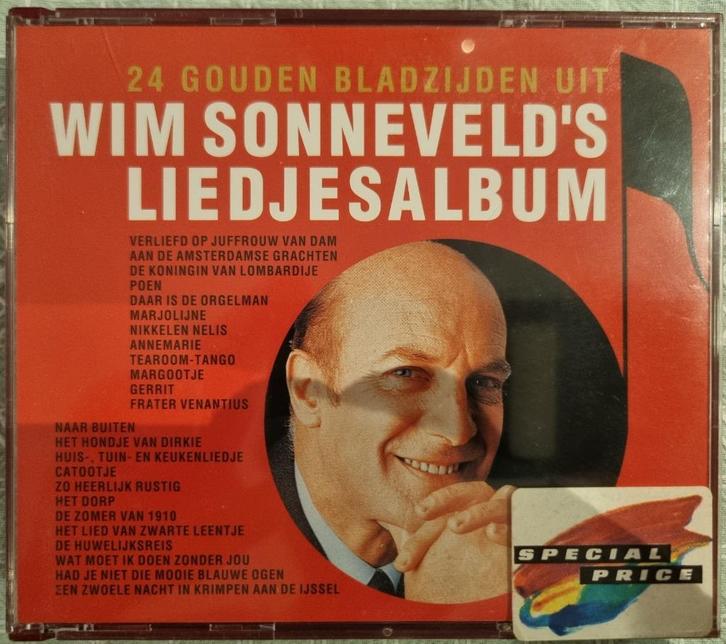 24 GOUDEN BLADZIJDEN UIT
WIM SONNEVELD'S
LIEDJESALBUM
VERLIEFD OP JUFFROUW VAN DAM
AAN DE AMSTERDAMSE GRACHTEN
DE KONINGIN VAN LOMBARDIJE
POEN
DAAR IS DE ORGELMAN
MARJOLIJNE
NIKKELEN NELIS
ANNEMARIE
TEAROOM-TANGO
MARGOOTJE
GERRIT
FRATER VENANTIUS
NAAR BUITEN
HET HONDJE VAN DIRKIE
HUIS-, TUIN- EN KEUKENLIEDJE
CATOOTJE
ZO HEERLIJK RUSTIG
HET DORP
DE ZOMER VAN 1910
HET LIED VAN ZWARTE LEENTJE
DE HUWELIJKSREIS
WAT MOET IK DOEN ZONDER JOU
HAD JE NIET DIE MOOIE BLAUWE OGEN
EEN ZWOELE NACHT IN KRIMPEN AAN DE IJSSEL
SPECIAL
PRICE